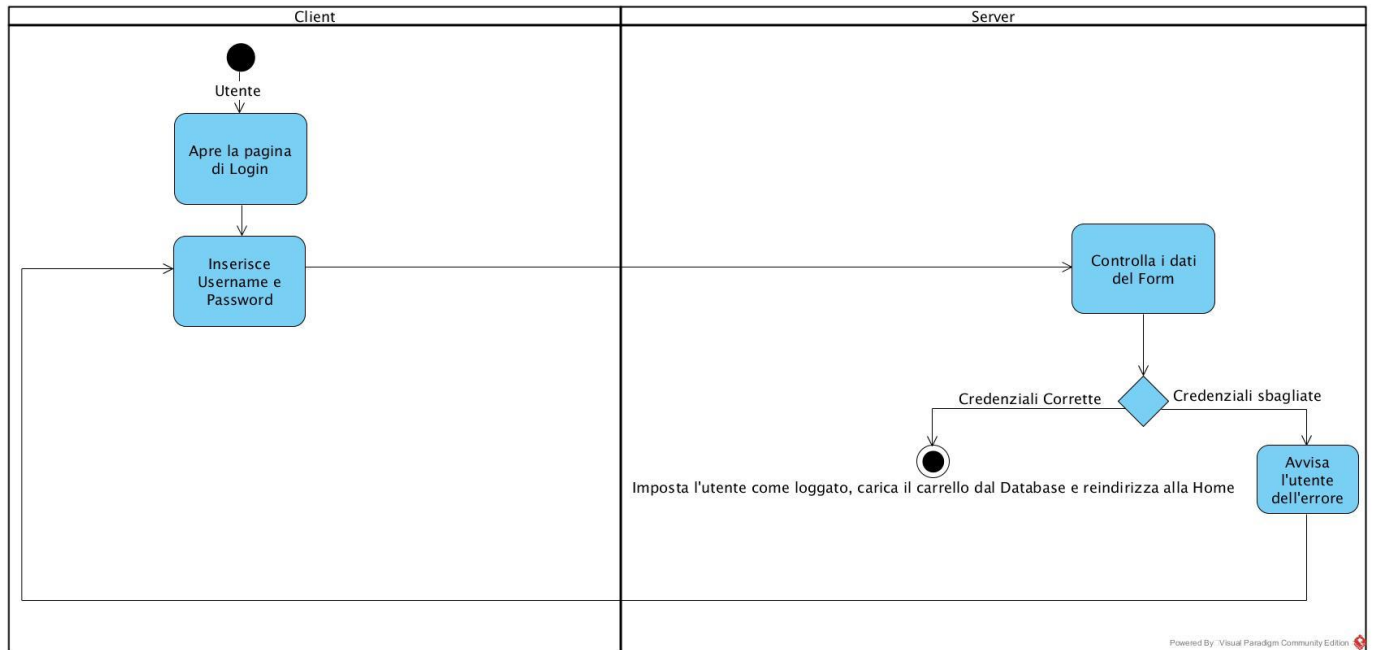 Client
Server
Utente
Apre la pagina
di Login
Inserisce
Username e
Password
Controlla i dati
del Form
Credenziali Corrette
Credenziali sbagliate
Imposta l'utente come loggato, carica il carrello dal Database e reindirizza alla Home
Avvisa
l'utente
dell'errore
Powered By Visual Paradigm Community Edition